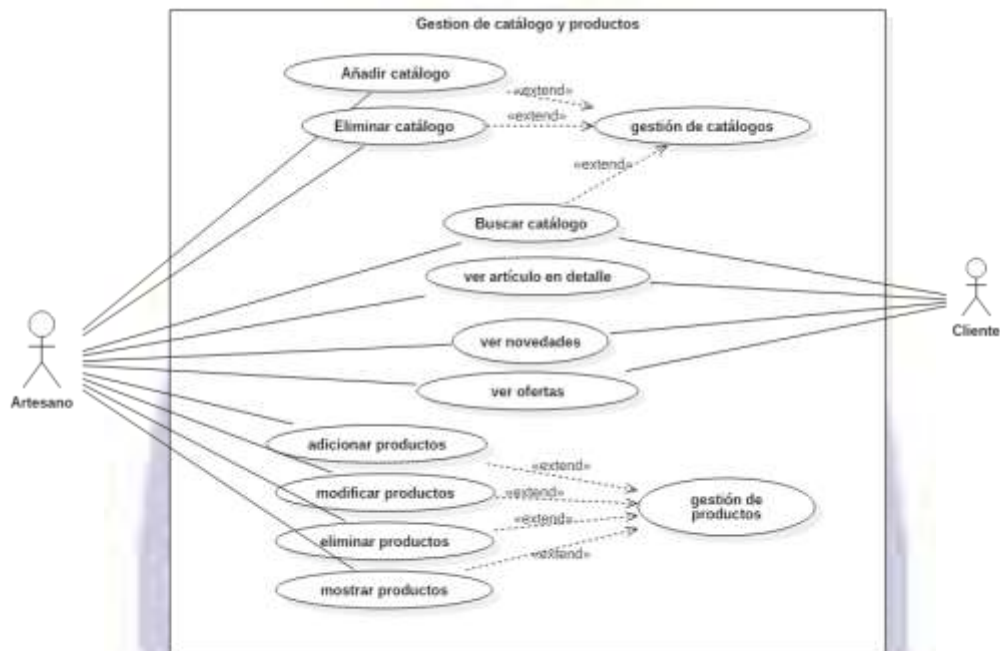 Gestion de catálogo y productos
Añadir catálogo
«extend»
Eliminar catálogo
«extend»
gestión de catálogos
«extend»
Buscar catálogo
ver artículo en detalle
Cliente
ver novedades
ver ofertas
Artesano
adicionar productos
«extend»
modificar productos
«extend»
gestión de
productos
«extend»
eliminar productos
«extend»
mostrar productos